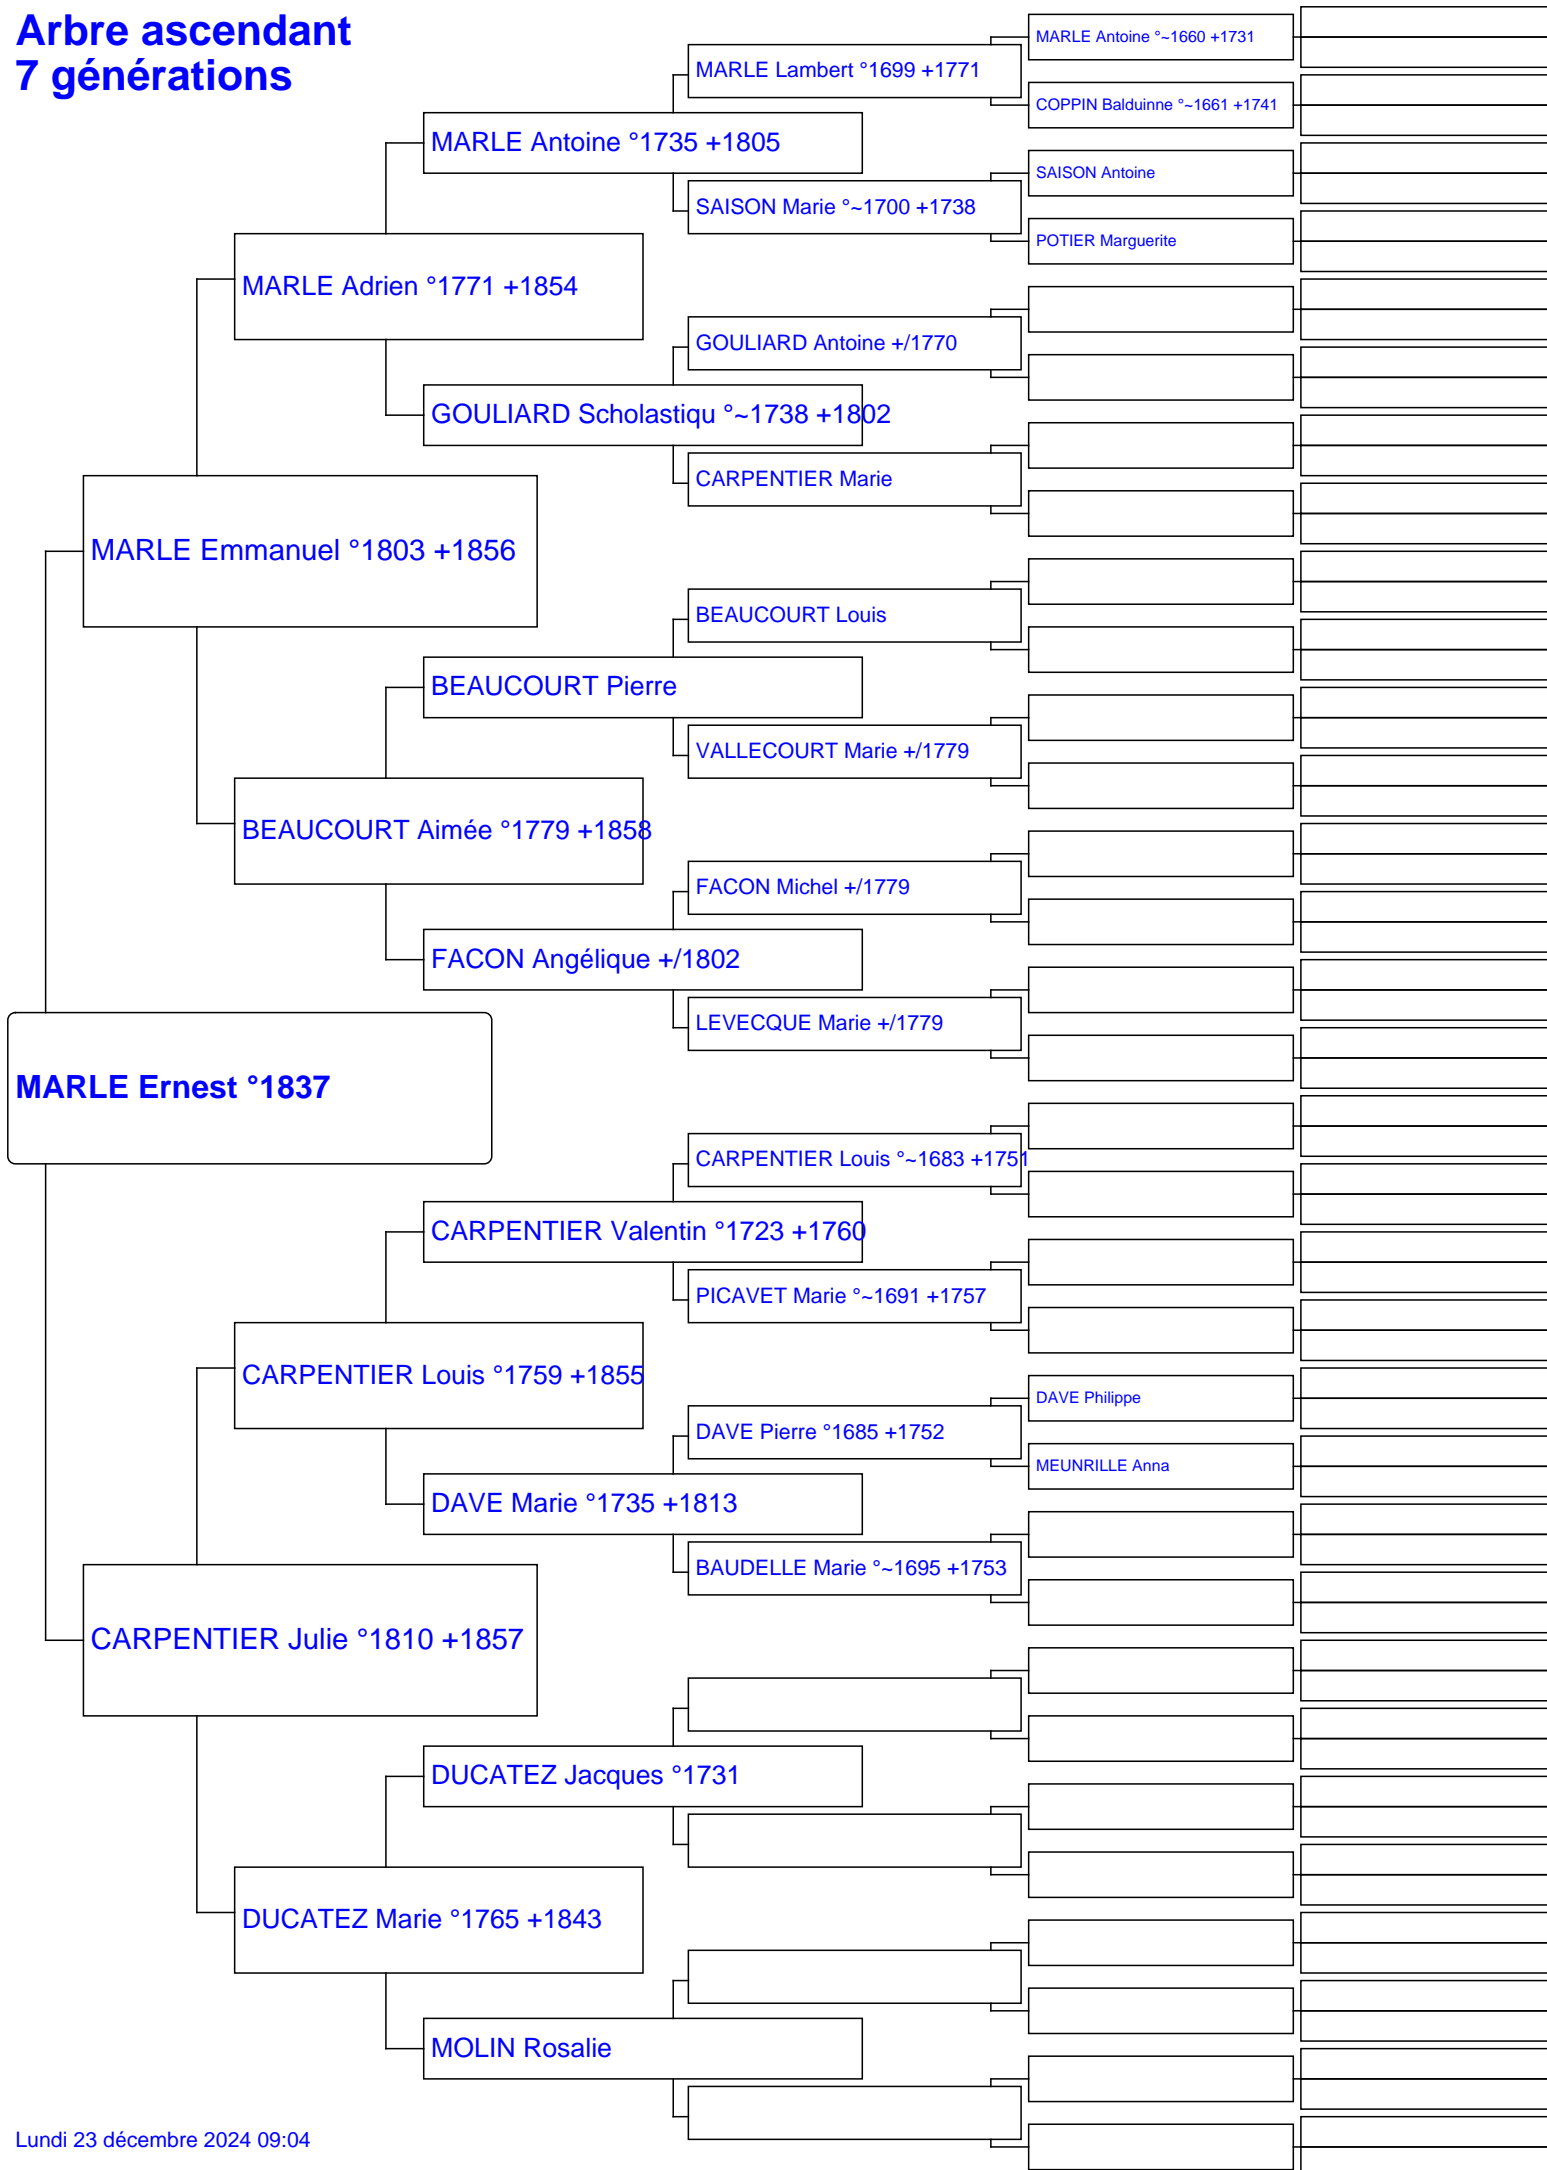 Arbre ascendant
7 générations
MARLE Antoine °~1660 +1731
MARLE Lambert °1699 +1771
COPPIN Balduinne °~1661 +1741
MARLE Antoine °1735 +1805
SAISON Antoine
SAISON Marie °~1700 +1738
POTIER Marguerite
MARLE Adrien °1771 +1854
GOULIARD Antoine +/1770
GOULIARD Scholastiqu °~1738 +1802
CARPENTIER Marie
MARLE Emmanuel °1803 +1856
BEAUCOURT Louis
BEAUCOURT Pierre
VALLECOURT Marie +/1779
BEAUCOURT Aimée °1779 +1858
FACON Michel +/1779
FACON Angélique +/1802
LEVECQUE Marie +/1779
MARLE Ernest °1837
CARPENTIER Louis °~1683 +1751
CARPENTIER Valentin °1723 +1760
PICAVET Marie °~1691 +1757
CARPENTIER Louis °1759 +1855
DAVE Philippe
DAVE Pierre °1685 +1752
MEUNRILLE Anna
DAVE Marie °1735 +1813
BAUDELLE Marie °~1695 +1753
CARPENTIER Julie °1810 +1857
DUCATEZ Jacques °1731
DUCATEZ Marie °1765 +1843
MOLIN Rosalie
Lundi 23 décembre 2024 09:04